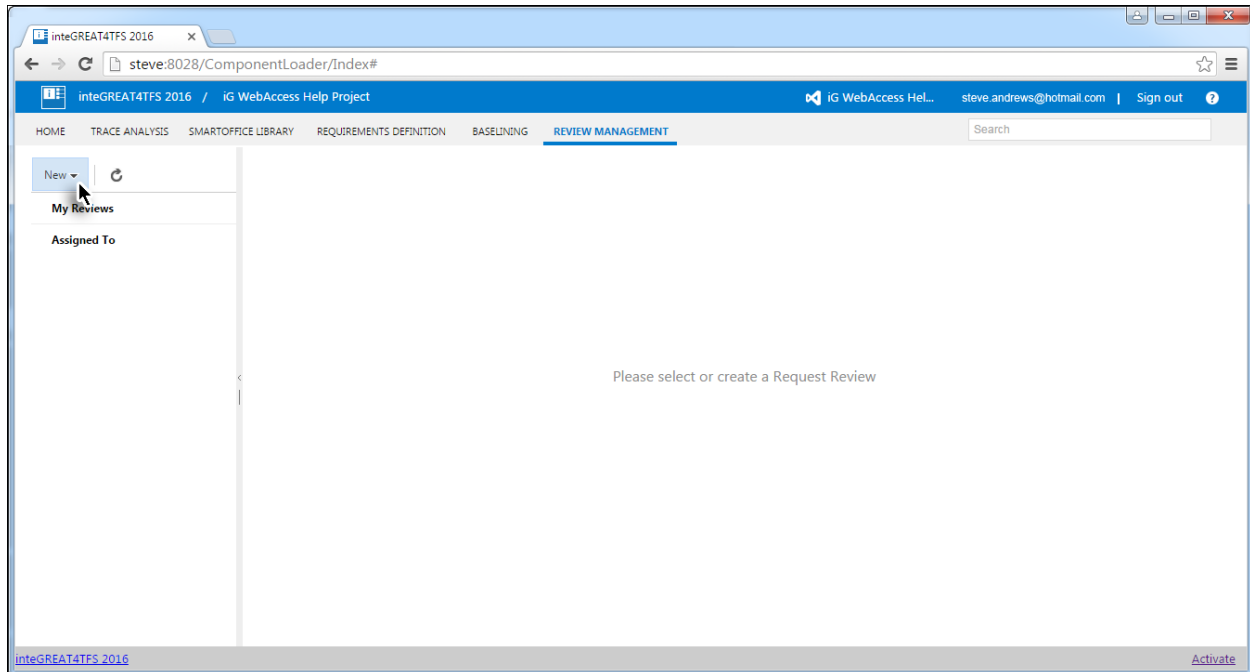 inteGREAT4TFS 2016
steve:8028/ComponentLoader/Index#
inteGREAT4TFS 2016 / iG WebAccess Help Project iG WebAccess Hel... steve.andrews@hotmail.com | Sign out ?
HOME TRACE ANALYSIS SMARTOFFICE LIBRARY REQUIREMENTS DEFINITION BASELINING REVIEW MANAGEMENT Search
New
My Reviews
Assigned To
Please select or create a Request Review
inteGREAT4TFS 2016 Activate